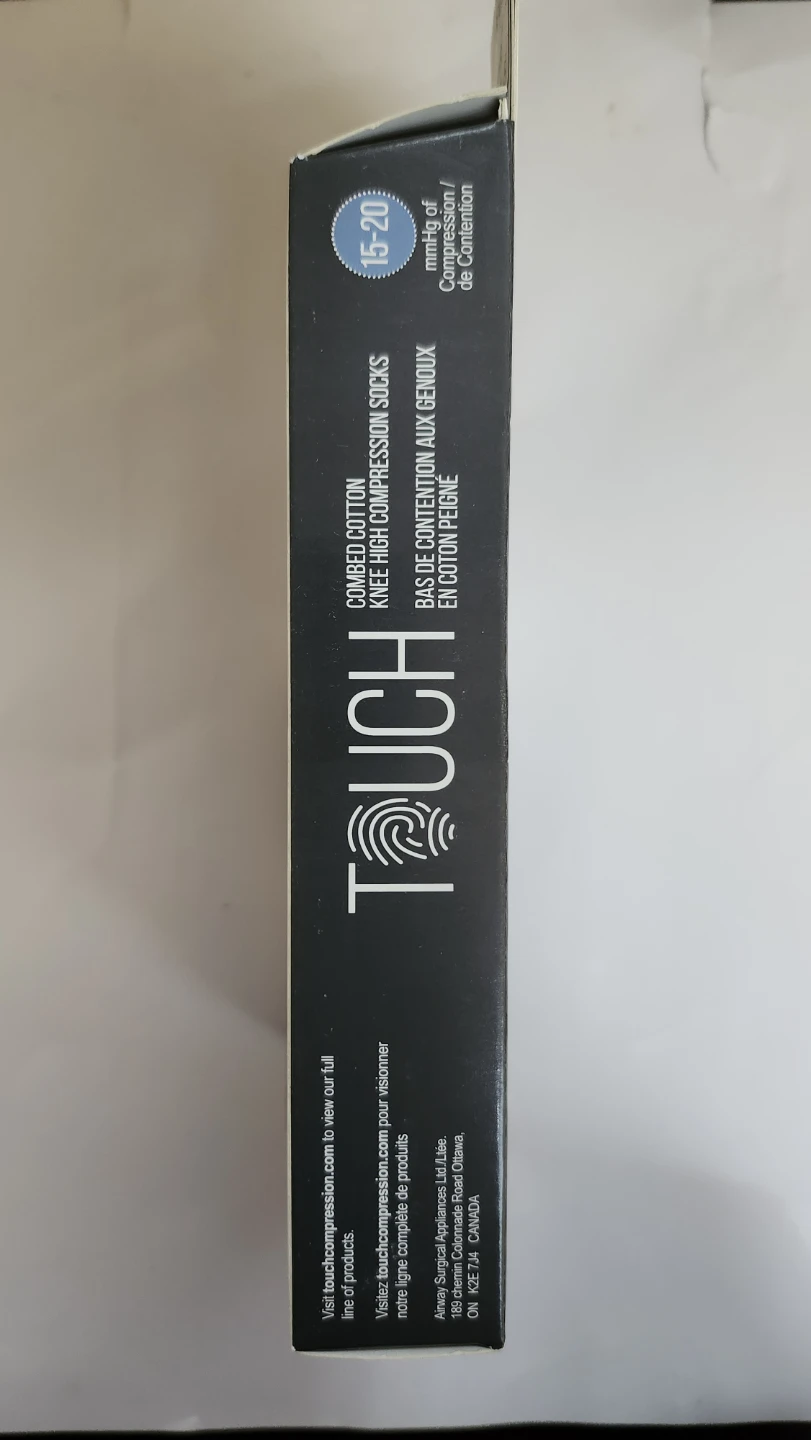 Visit touchcompression.com to view our full
line of products.
Visitez touchcompression.com pour visionner
notre ligne complète de produits
Airway Surgical Appliances Ltd./Ltée.
189 chemin Colonnade Road Ottawa,
ON K2E 7J4 CANADA
TOUCH
COMBED COTTON
KNEE HIGH COMPRESSION SOCKS
BAS DE CONTENTION AUX GENOUX
EN COTON PEIGNÉ
15-20
mmHg of
Compression /
de Contention